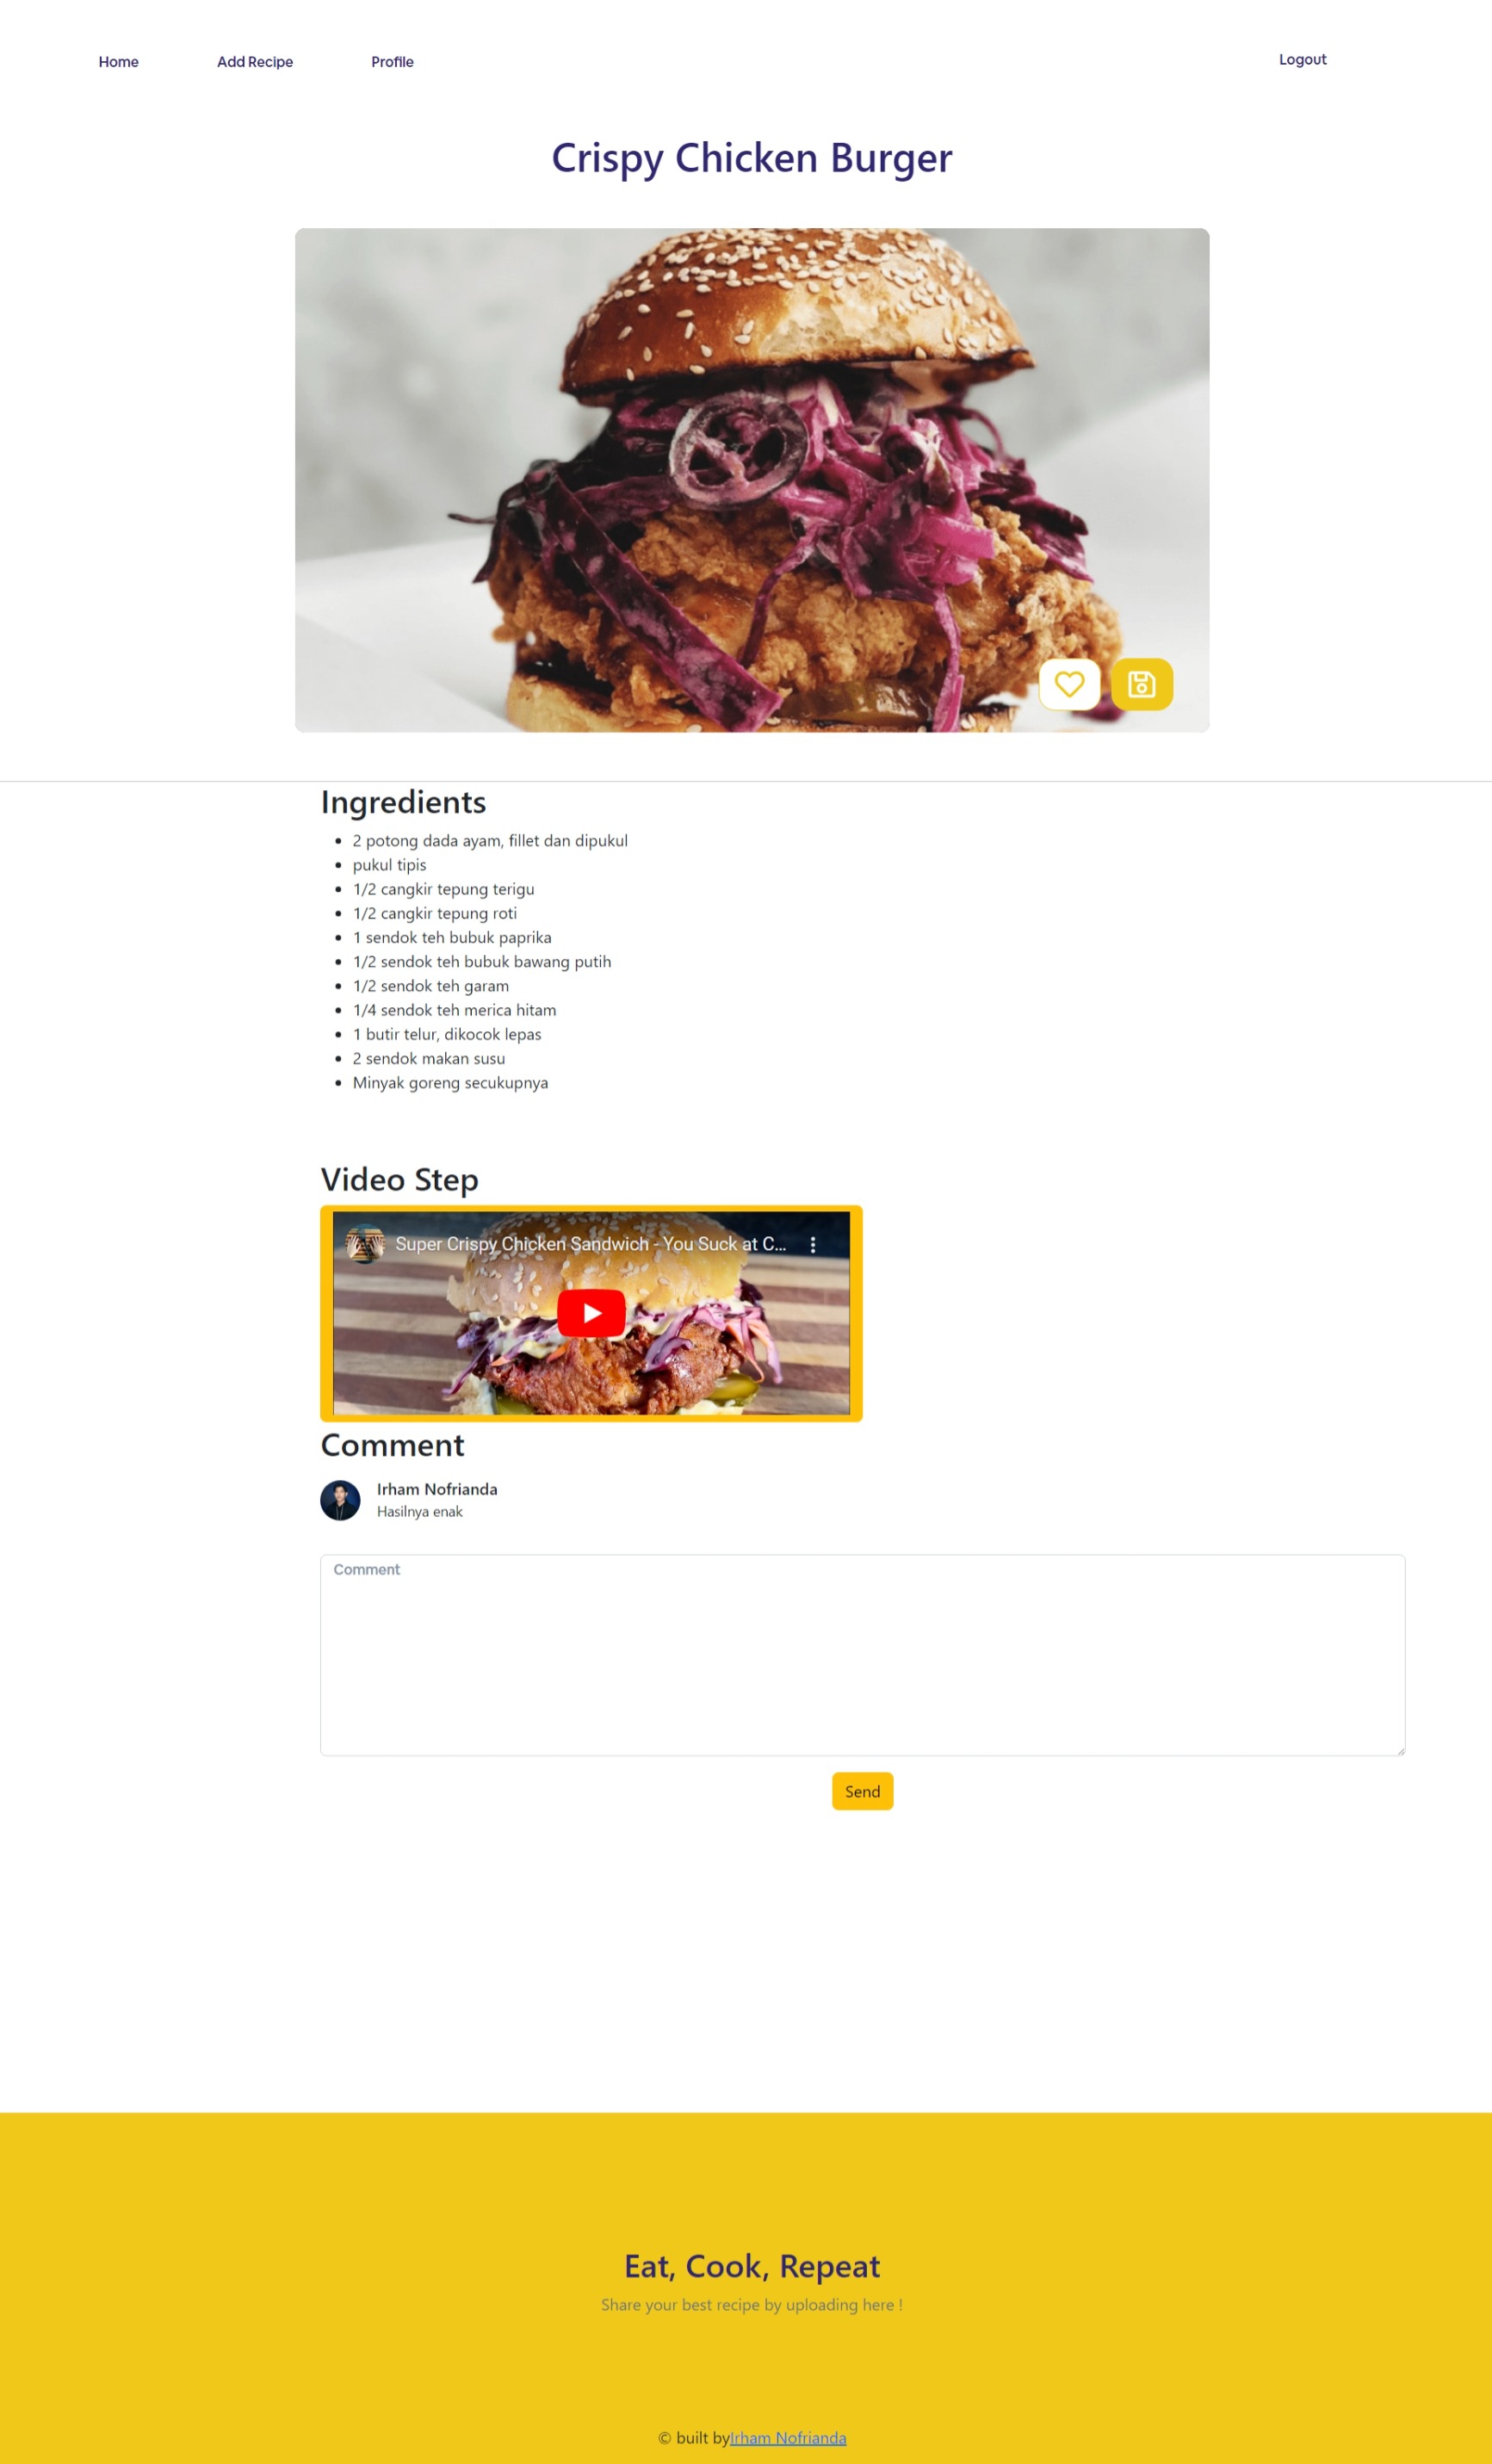 Home
Add Recipe
Profile
Logout
Crispy Chicken Burger
Ingredients
2 potong dada ayam, fillet dan dipukul
pukul tipis
1/2 cangkir tepung terigu
1/2 cangkir tepung roti
1 sendok teh bubuk paprika
1/2 sendok teh bubuk bawang putih
1/2 sendok teh garam
1/4 sendok teh merica hitam
1 butir telur, dikocok lepas
2 sendok makan susu
Minyak goreng secukupnya
Video Step
Super Crispy Chicken Sandwich - You Suck at C...
Comment
Irham Nofrianda
Hasilnya enak
Comment
Send
Eat, Cook, Repeat
Share your best recipe by uploading here !
© built byIrham Nofrianda